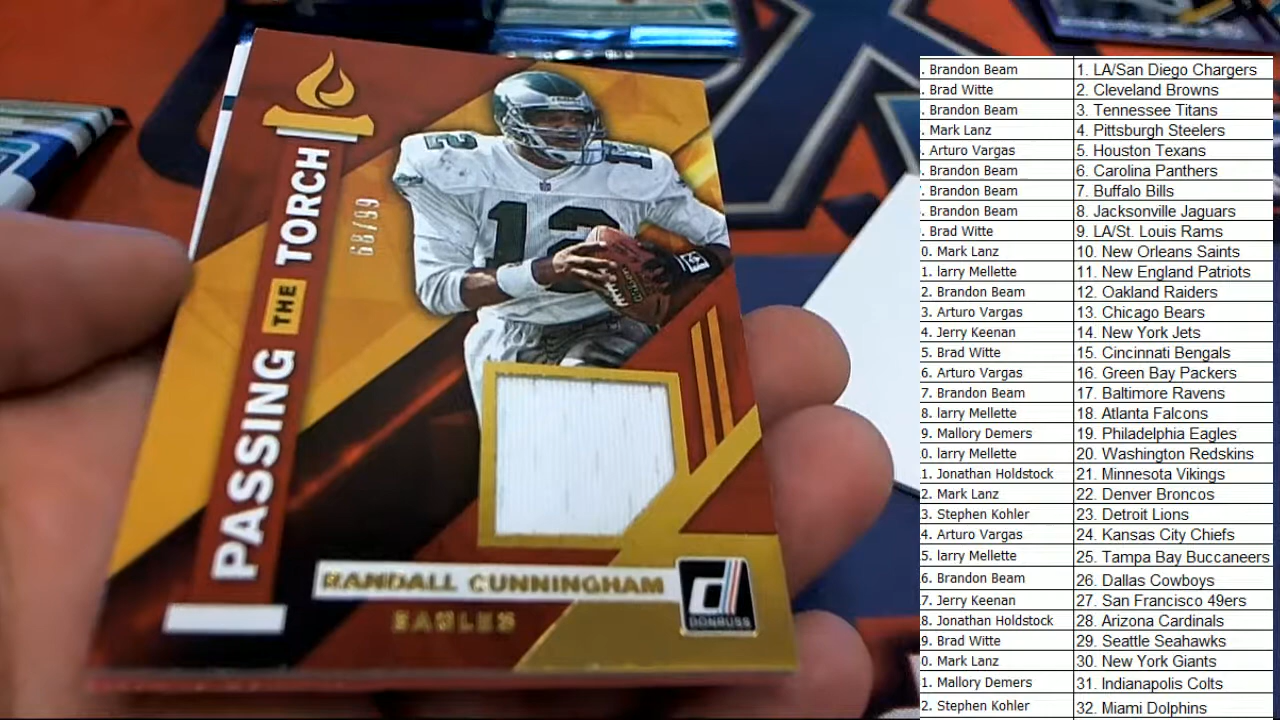 PASSING THE TORCH
68/99
12
12
12
RANDALL CUNNINGHAM
EAGLES
d
DONRUSS
. Brandon Beam 1. LA/San Diego Chargers
. Brad Witte 2. Cleveland Browns
. Brandon Beam 3. Tennessee Titans
. Mark Lanz 4. Pittsburgh Steelers
. Arturo Vargas 5. Houston Texans
. Brandon Beam 6. Carolina Panthers
. Brandon Beam 7. Buffalo Bills
. Brandon Beam 8. Jacksonville Jaguars
. Brad Witte 9. LA/St. Louis Rams
0. Mark Lanz 10. New Orleans Saints
1. larry Mellette 11. New England Patriots
2. Brandon Beam 12. Oakland Raiders
3. Arturo Vargas 13. Chicago Bears
4. Jerry Keenan 14. New York Jets
5. Brad Witte 15. Cincinnati Bengals
6. Arturo Vargas 16. Green Bay Packers
7. Brandon Beam 17. Baltimore Ravens
8. larry Mellette 18. Atlanta Falcons
9. Mallory Demers 19. Philadelphia Eagles
0. larry Mellette 20. Washington Redskins
1. Jonathan Holdstock 21. Minnesota Vikings
2. Mark Lanz 22. Denver Broncos
3. Stephen Kohler 23. Detroit Lions
4. Arturo Vargas 24. Kansas City Chiefs
5. larry Mellette 25. Tampa Bay Buccaneers
6. Brandon Beam 26. Dallas Cowboys
7. Jerry Keenan 27. San Francisco 49ers
8. Jonathan Holdstock 28. Arizona Cardinals
9. Brad Witte 29. Seattle Seahawks
0. Mark Lanz 30. New York Giants
1. Mallory Demers 31. Indianapolis Colts
2. Stephen Kohler 32. Miami Dolphins